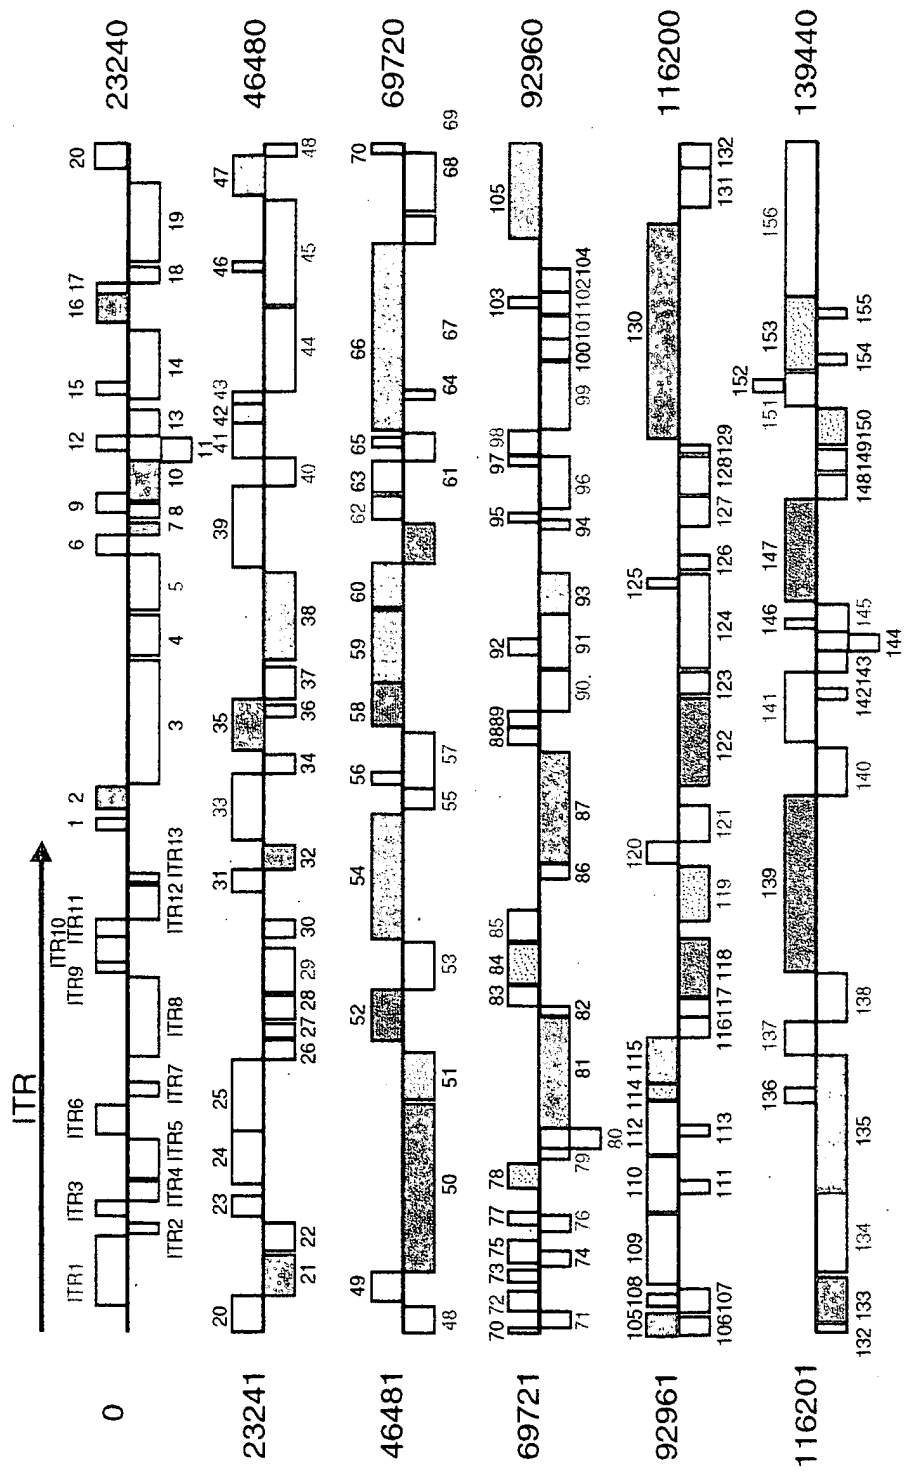 ITR
ITR1 ITR3 ITR6 ITR9 ITR10 ITR11 1 2 6 9 12 15 16 17 20
0 23240
ITR2 ITR4 ITR5 ITR7 ITR8 ITR12 ITR13 3 4 5 7 8 10 11 13 14 18 19
20 23 24 25 31 33 35 39 41 42 43 46 47
23241 46480
21 22 26 27 28 29 30 32 34 36 37 38 40 44 45 48
49 52 54 56 58 59 60 62 63 65 66 70
46481 69720
48 50 51 53 55 57 61 64 67 68 69
70 72 73 75 77 78 83 84 85 88 89 92 95 97 98 103 105
69721 92960
71 74 76 79 80 81 82 86 87 90. 91 93 94 96 99 100 101 102 104
105 108 109 110 112 114 115 120 125 130
92961 116200
106 107 111 113 116 117 118 119 121 122 123 124 126 127 128 129 131 132
136 137 139 141 146 147 151 152 153 156
116201 139440
132 133 134 135 138 140 142 143 144 145 148 149 150 154 155